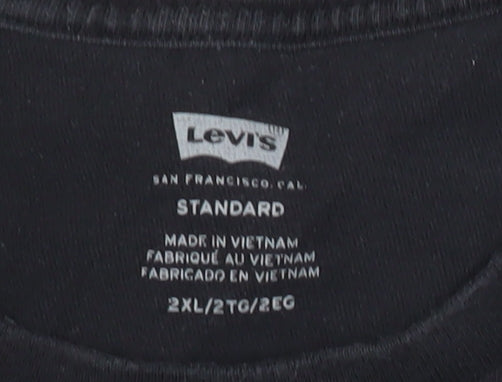 Levi's
SAN FRANCISCO, CAL.
STANDARD
MADE IN VIETNAM
FABRIQUÉ AU VIETNAM
FABRICADO EN VIETNAM
2XL/2TG/2EG